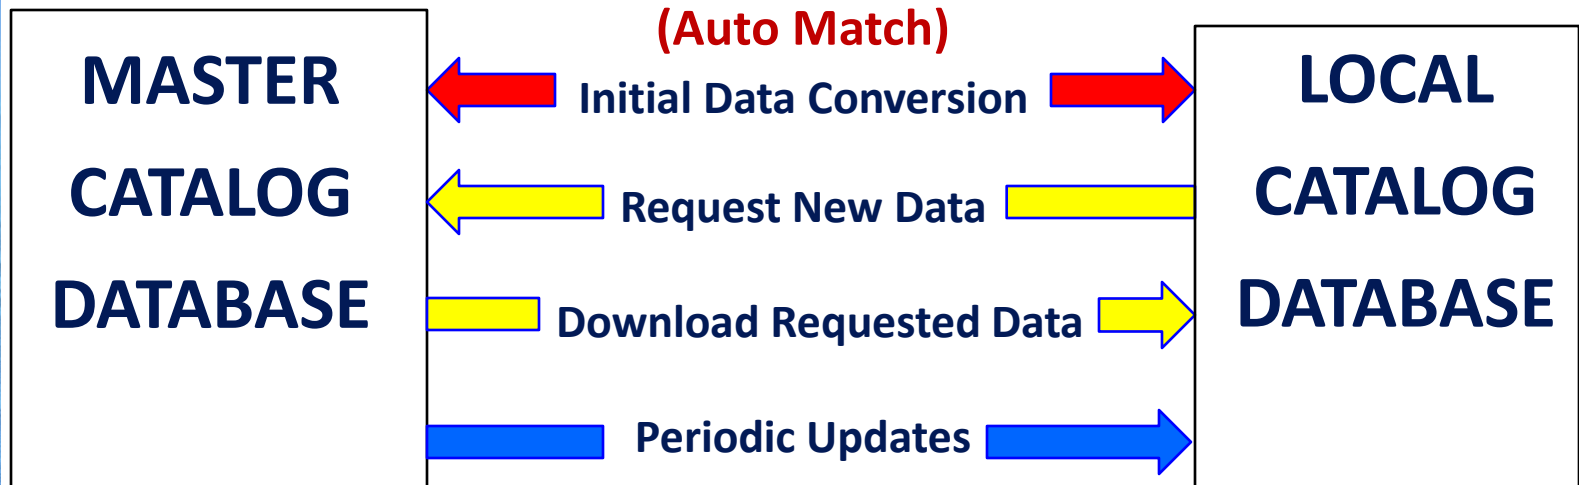 MASTER
CATALOG
DATABASE
(Auto Match)
Initial Data Conversion
Request New Data
Download Requested Data
Periodic Updates
LOCAL
CATALOG
DATABASE